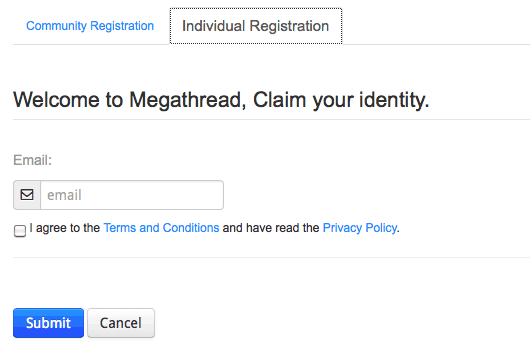 Community Registration Individual Registration
Welcome to Megathread, Claim your identity.
Email:
email
I agree to the Terms and Conditions and have read the Privacy Policy.
Submit Cancel